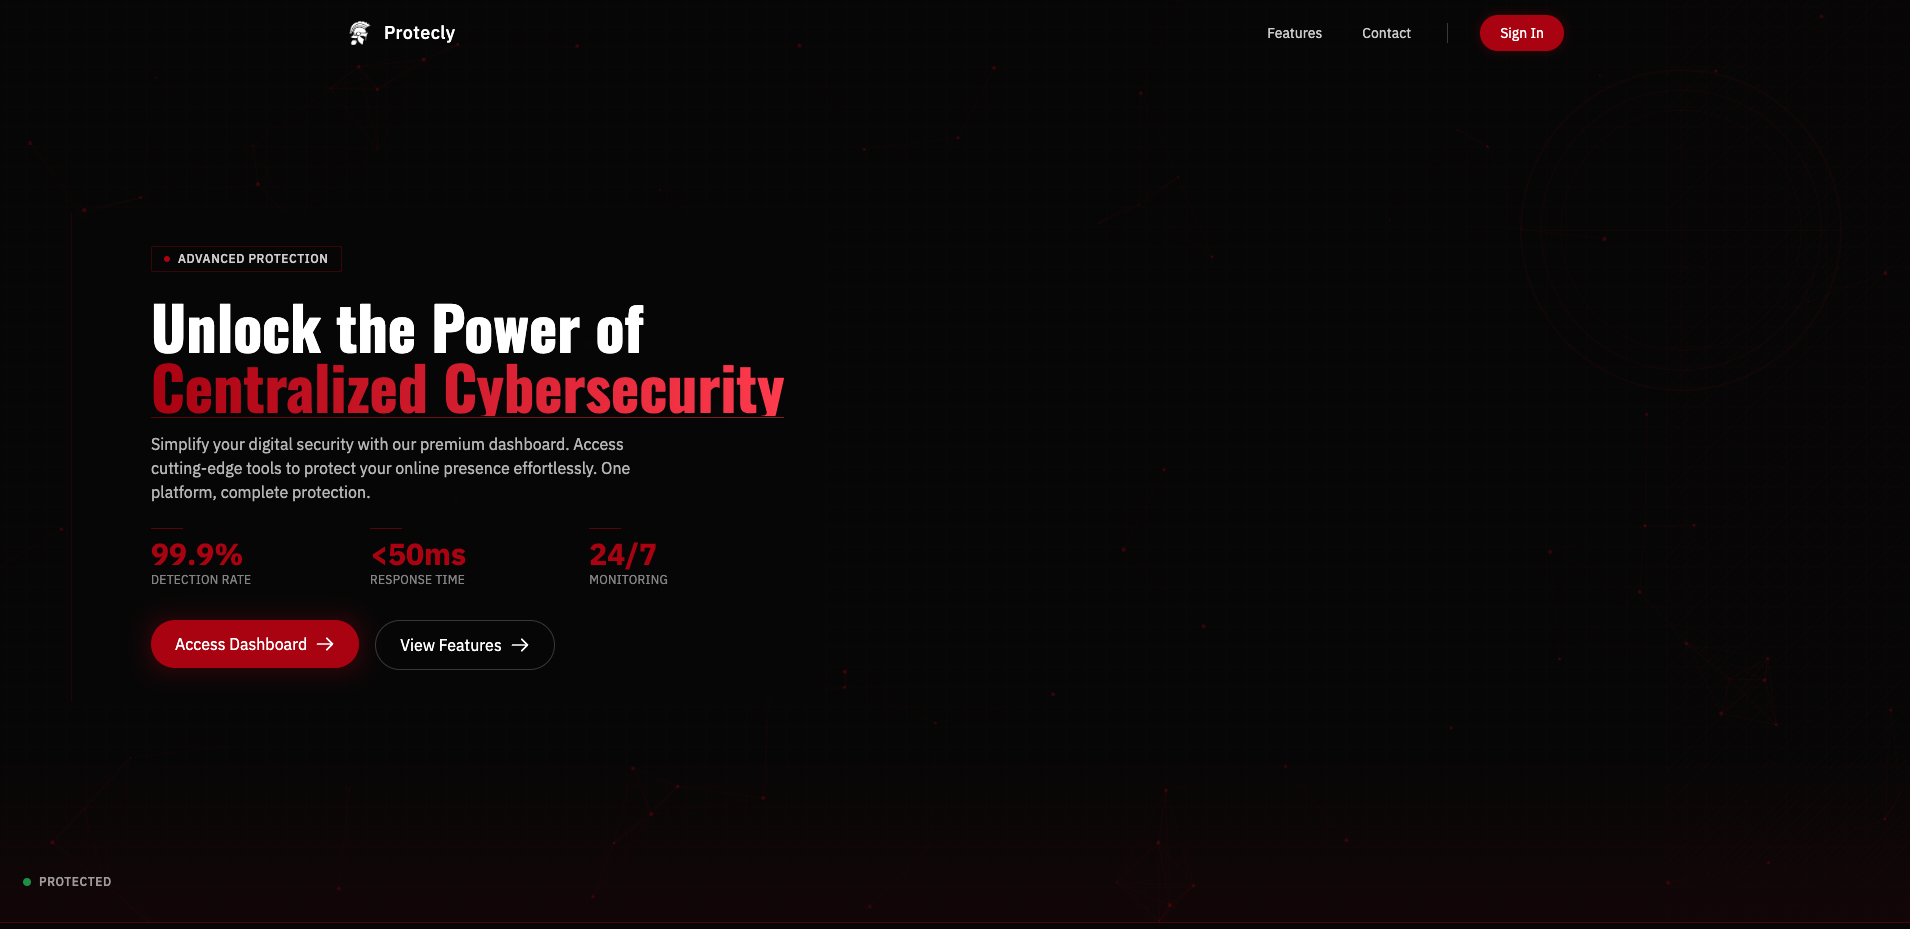 Protecly
Features
Contact
Sign In
ADVANCED PROTECTION
Unlock the Power of
Centralized Cybersecurity
Simplify your digital security with our premium dashboard. Access
cutting-edge tools to protect your online presence effortlessly. One
platform, complete protection.
99.9%
DETECTION RATE
<50ms
RESPONSE TIME
24/7
MONITORING
Access Dashboard →
View Features →
PROTECTED